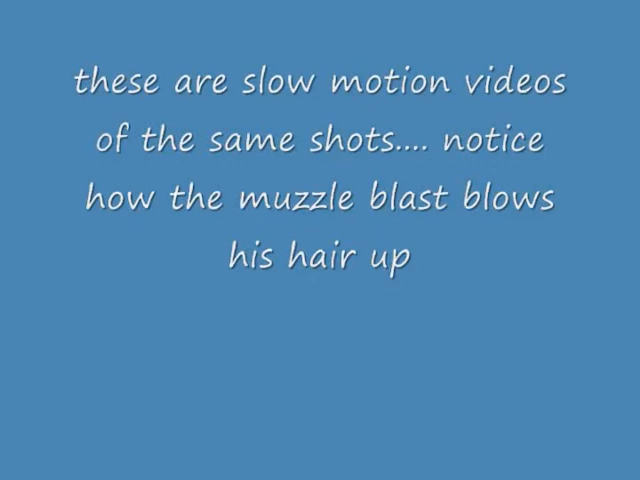 these are slow motion videos
of the same shots.... notice
how the muzzle blast blows
his hair up